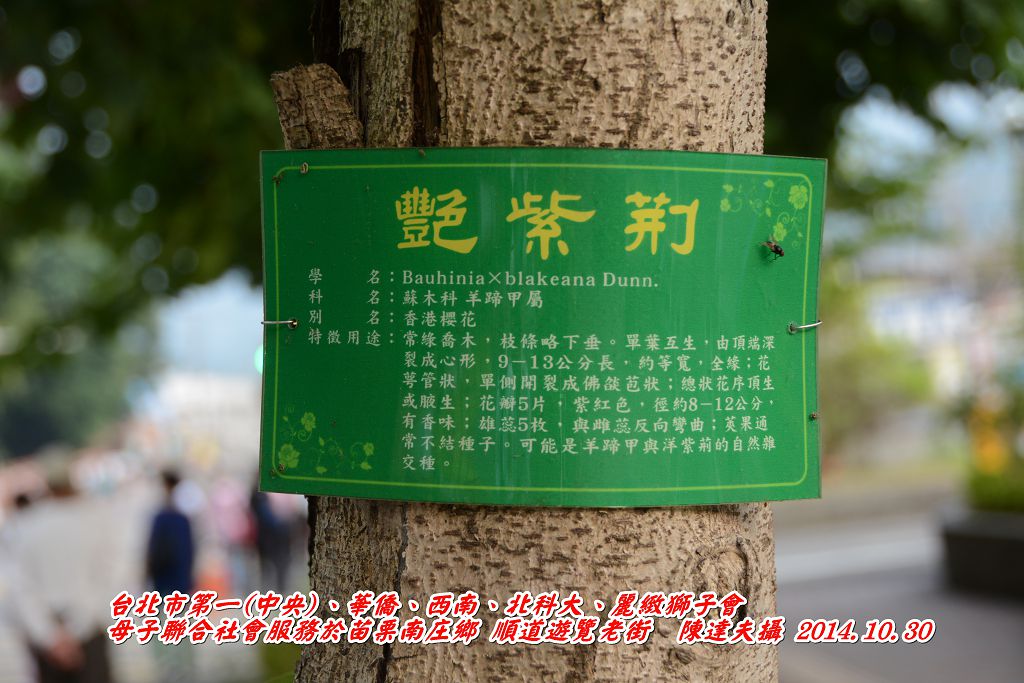 艷紫荆
學名：Bauhinia×blakeana Dunn.
科名：蘇木科 羊蹄甲屬
別名：香港櫻花
特徵用途：常綠喬木，枝條略下垂。單葉互生，由頂端深
裂成心形，9-13公分長，約等寬，全緣；花
萼管狀，單側開裂成佛燄苞狀；總狀花序頂生
或腋生；花瓣5片，紫紅色，徑約8-12公分，
有香味；雄蕊5枚，與雌蕊反向彎曲；莢果通
常不結種子。可能是羊蹄甲與洋紫荊的自然雜
交種。
台北市第一(中央)、華僑、西南、北科大、麗緻獅子會
母子聯合社會服務於苗栗南庄鄉 順道遊覽老街 陳達夫攝 2014.10.30